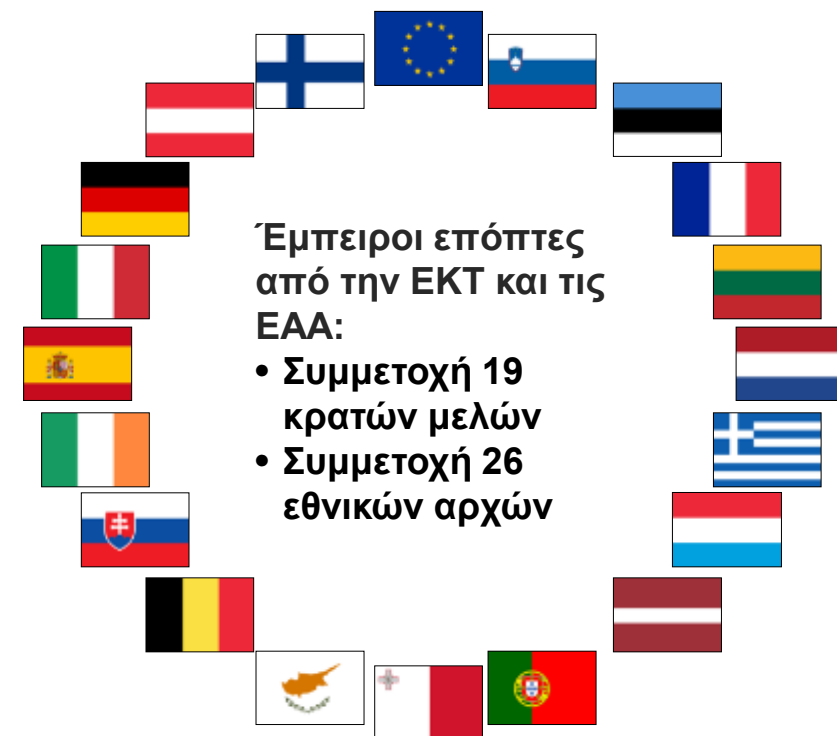 Έμπειροι επόπτες
από την ΕΚΤ και τις
ΕΑΑ:
• Συμμετοχή 19
κρατών μελών
• Συμμετοχή 26
εθνικών αρχών